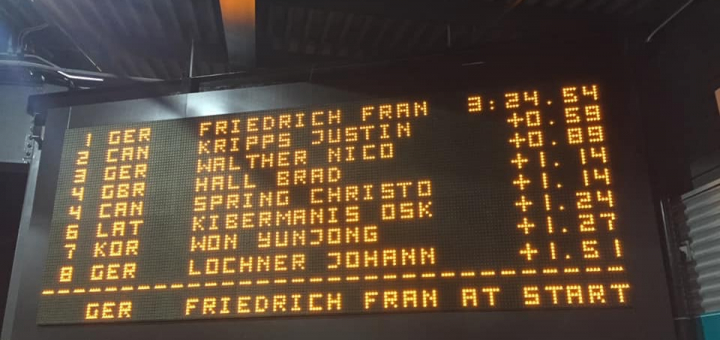 1 GER FRIEDRICH FRAN 3:24.54
2 CAN KRIPPS JUSTIN +0.59
3 GER WALTHER NICO +0.89
4 GBR HALL BRAD +1.14
4 CAN SPRING CHRISTO +1.14
6 LAT KIBERMANIS OSK +1.24
7 KOR WON YUNJONG +1.27
8 GER LOCHNER JOHANN +1.51
GER FRIEDRICH FRAN AT START